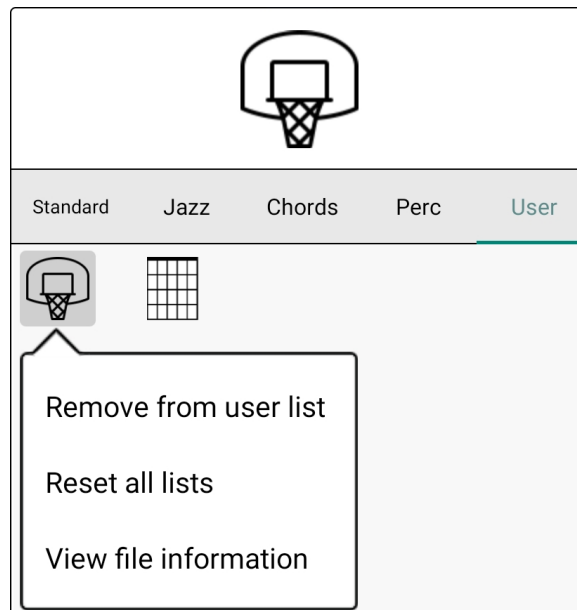 Standard
Jazz
Chords
Perc
User
Remove from user list
Reset all lists
View file information